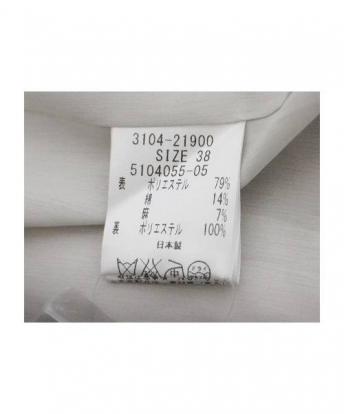 3104-21900
SIZE 38
5104055-05
表 ポリエステル 79%
綿 14%
麻 7%
裏 ポリエステル 100%
日本製